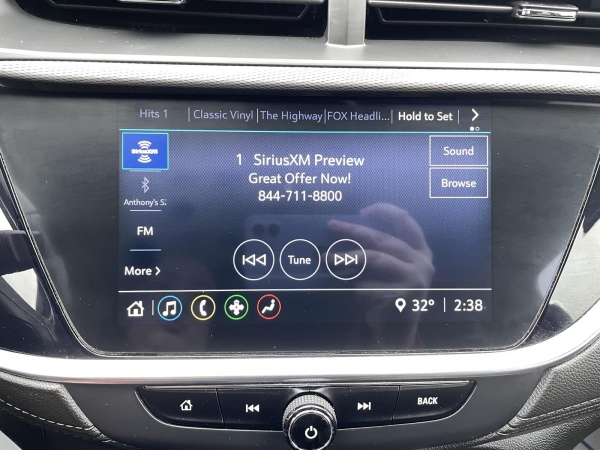 Hits 1 | Classic Vinyl | The Highway | FOX Headli... | Hold to Set >
SiriusXM
1 SiriusXM Preview
Great Offer Now!
844-711-8800
Sound
Browse
Anthony's S:
FM
More >
Tune
32° | 2:38
BACK